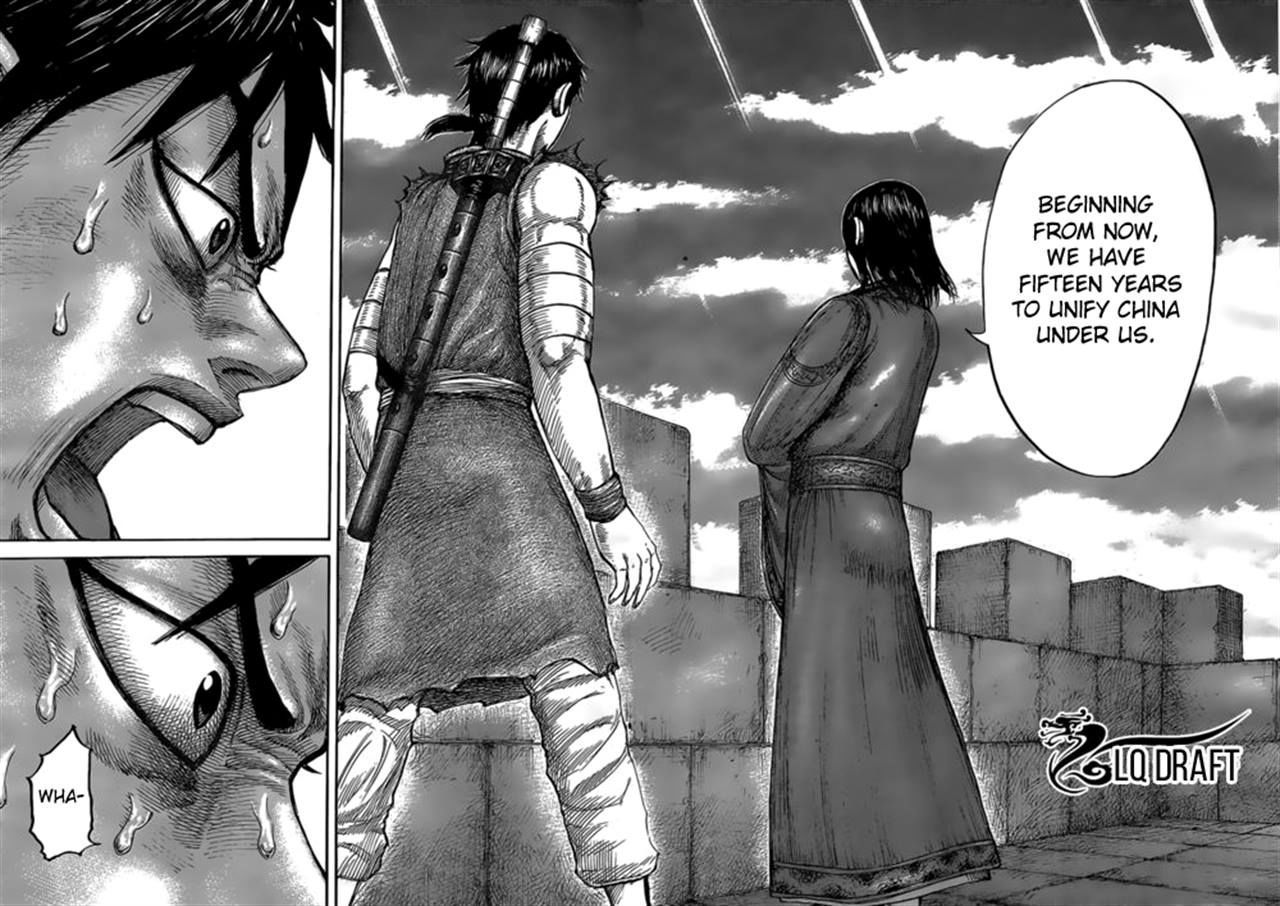 BEGINNING
FROM NOW,
WE HAVE
FIFTEEN YEARS
TO UNIFY CHINA
UNDER US.
WHA-
LQ DRAFT